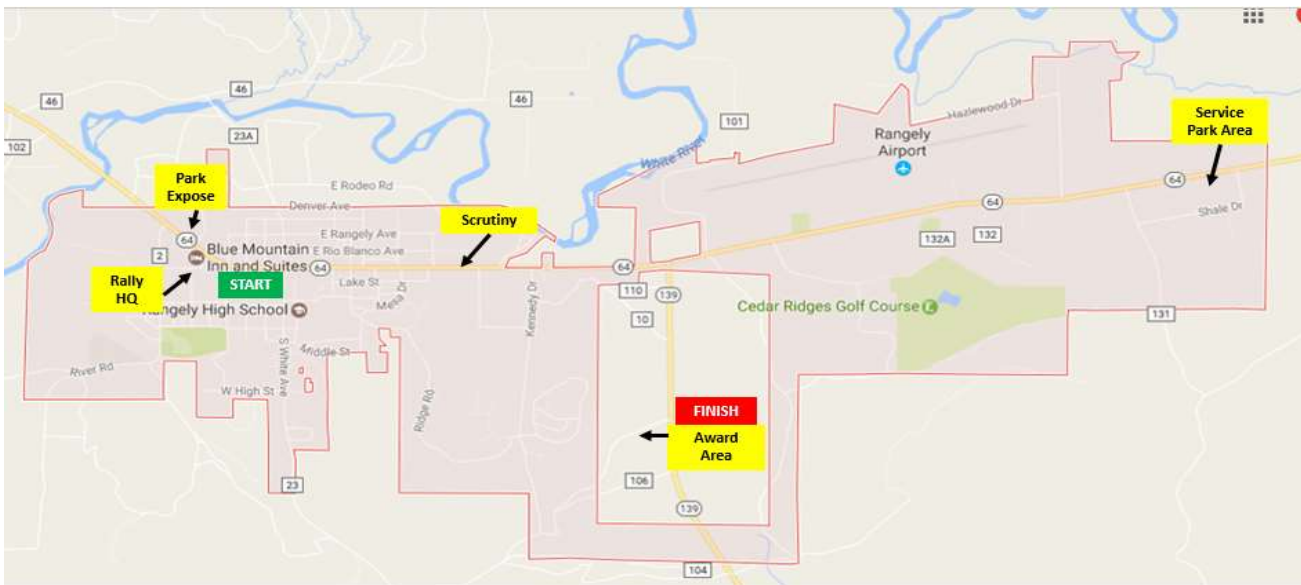 46
46
46
23A
102
101
Hazlewood Dr
Service
Park Area
Rangely
Airport
White River
Park
Expose
E Rodeo Rd
Denver Ave
Scrutiny
64
64
64
Shale Dr
E Rangely Ave
132A
132
2
Blue Mountain
Inn and Suites
E Rio Blanco Ave
64
64
Rally
HQ
START
Lake St
Mesa Dr
Kennedy Dr
110
139
10
Cedar Ridges Golf Course
131
Rangely High School
Middle St
River Rd
W High St
S White Ave
Ridge Rd
FINISH
Award
Area
106
23
139
104